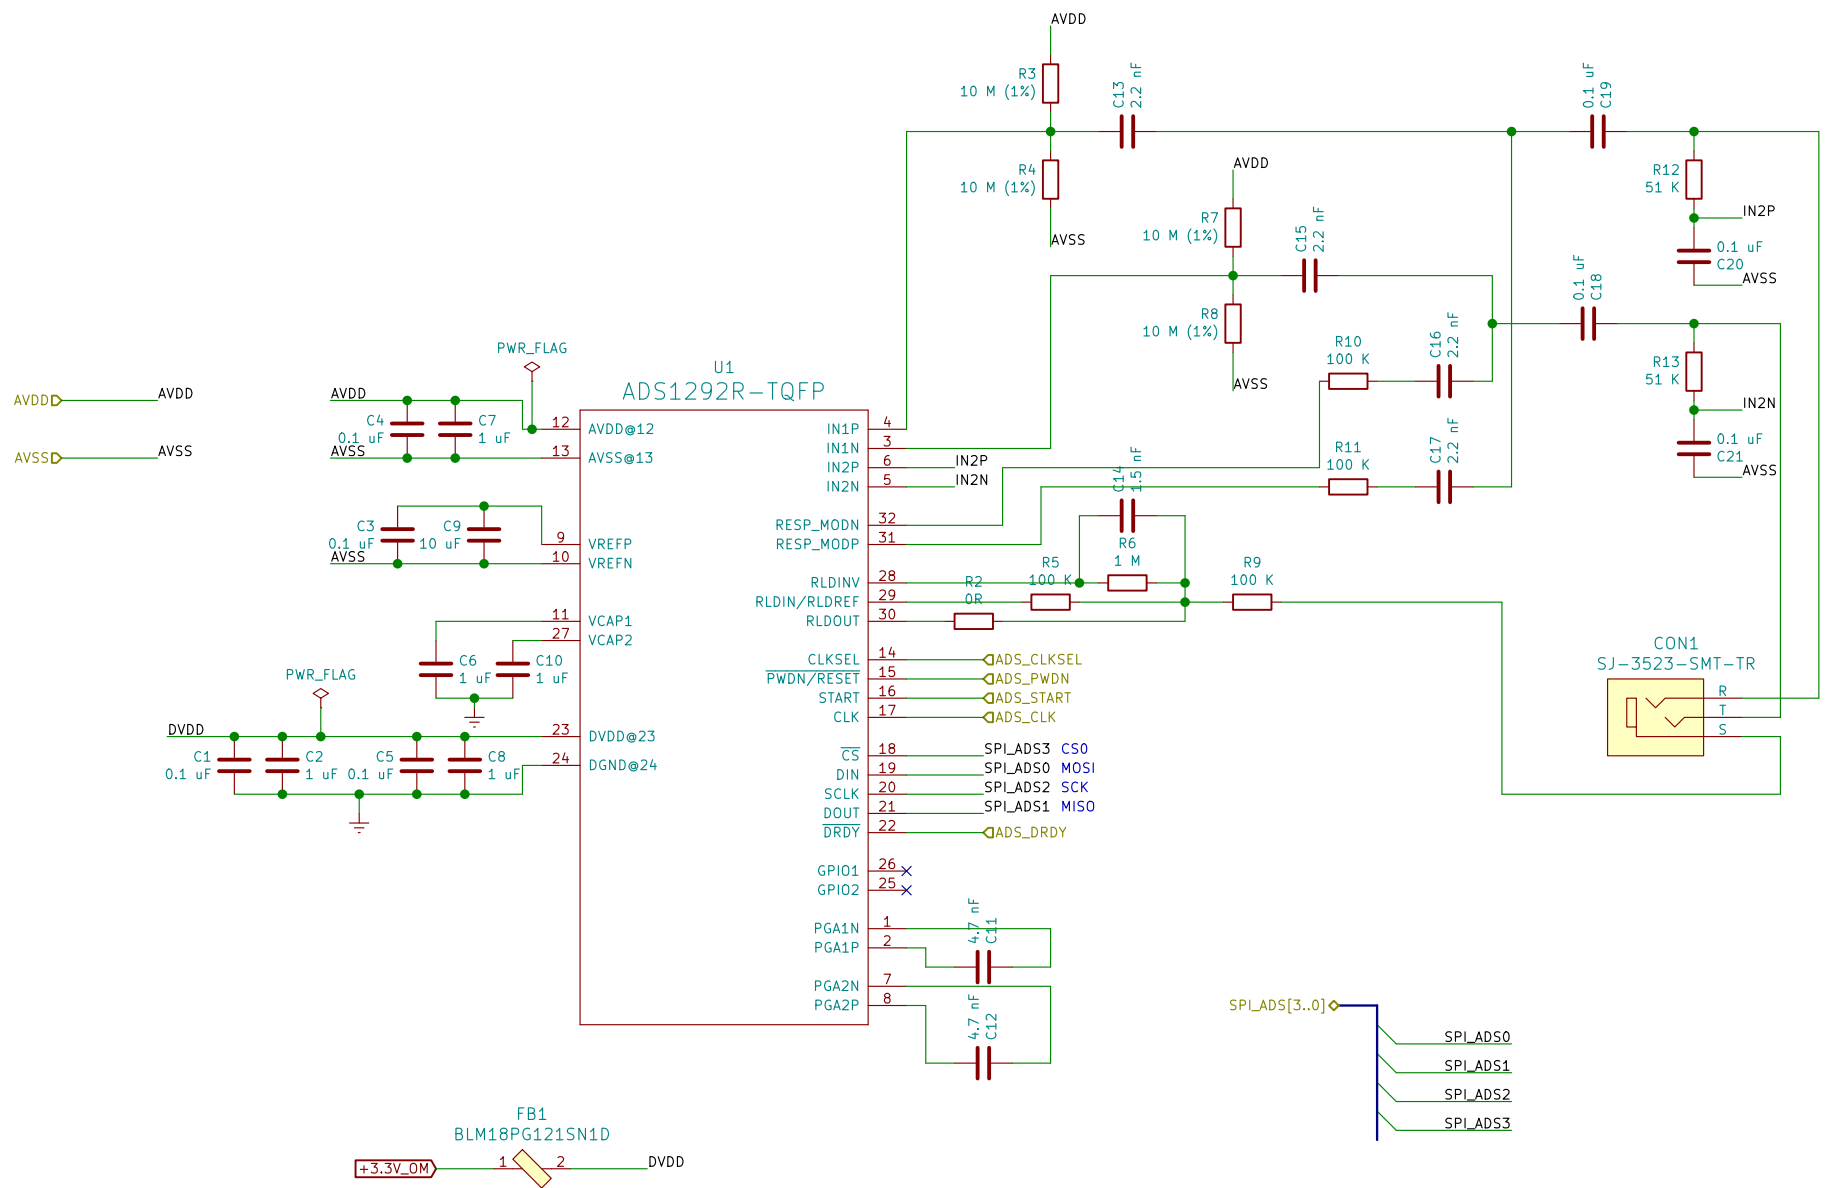 AVDD
R3
10 M (1%)
C13
2.2 nF
0.1 uF
C19
R4
10 M (1%)
AVSS
AVDD
R7
10 M (1%)
C15
2.2 nF
R12
51 K
IN2P
0.1 uF
C20
AVSS
0.1 uF
C18
R8
10 M (1%)
AVSS
R10
100 K
C16
2.2 nF
R13
51 K
IN2N
0.1 uF
C21
AVSS
R11
100 K
C17
2.2 nF
AVDD
AVDD
AVSS
AVSS
PWR_FLAG
AVDD
C4
0.1 uF
C7
1 uF
AVSS
C3
0.1 uF
C9
10 uF
AVSS
C6
1 uF
C10
1 uF
PWR_FLAG
DVDD
C1
0.1 uF
C2
1 uF
C5
0.1 uF
C8
1 uF
U1
ADS1292R-TQFP
12 AVDD@12
13 AVSS@13
9 VREFP
10 VREFN
11 VCAP1
27 VCAP2
23 DVDD@23
24 DGND@24
IN1P 4
IN1N 3
IN2P 6 IN2P
IN2N 5 IN2N
RESP_MODN 32
RESP_MODP 31
RLDINV 28
RLDIN/RLDREF 29
RLDOUT 30
CLKSEL 14 ADS_CLKSEL
PWDN/RESET 15 ADS_PWDN
START 16 ADS_START
CLK 17 ADS_CLK
CS 18 SPI_ADS3 CS0
DIN 19 SPI_ADS0 MOSI
SCLK 20 SPI_ADS2 SCK
DOUT 21 SPI_ADS1 MISO
DRDY 22 ADS_DRDY
GPIO1 26
GPIO2 25
PGA1N 1
PGA1P 2
PGA2N 7
PGA2P 8
C14
1.5 nF
R6
1 M
R5
100 K
R2
0R
R9
100 K
4.7 nF
C11
4.7 nF
C12
CON1
SJ-3523-SMT-TR
R
T
S
SPI_ADS[3..0]
SPI_ADS0
SPI_ADS1
SPI_ADS2
SPI_ADS3
FB1
BLM18PG121SN1D
+3.3V_OM 1 2 DVDD